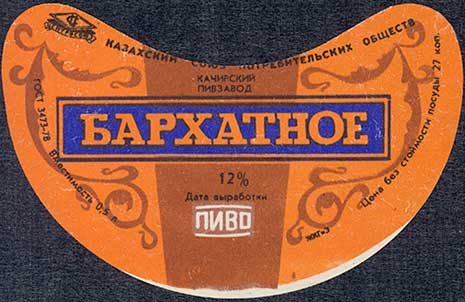 КАЗАХСКИЙ СОЮЗ ПОТРЕБИТЕЛЬСКИХ ОБЩЕСТВ
КАЧИРСКИЙ
ПИВЗАВОД
БАРХАТНОЕ
12%
Дата выработки
ПИВО
ГОСТ 3473-78 Вместимость 0,5 л
Цена без стоимости посуды 27 коп.